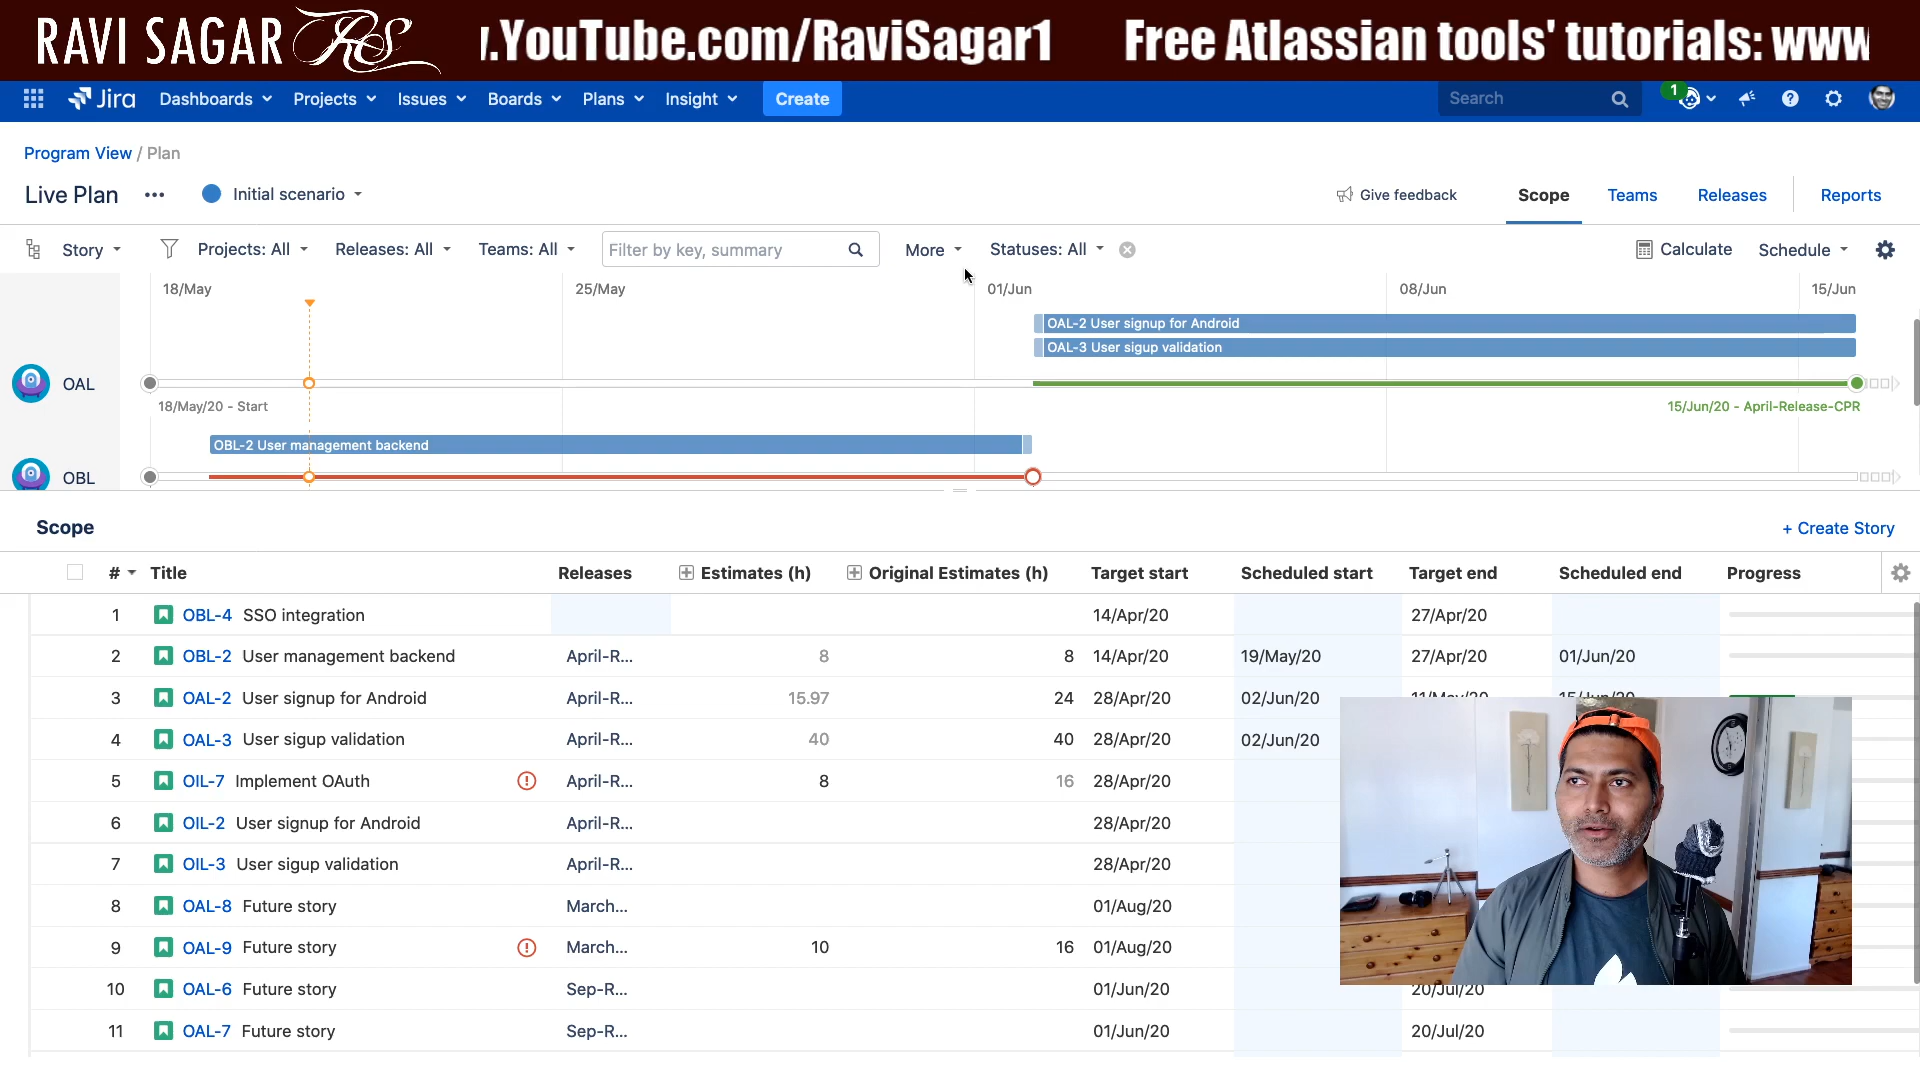 RAVI SAGAR RS .YouTube.com/RaviSagar1 Free Atlassian tools' tutorials: www
Jira Dashboards Projects Issues Boards Plans Insight Create Search 1
Program View / Plan
Live Plan ••• Initial scenario Give feedback Scope Teams Releases Reports
Story Projects: All Releases: All Teams: All Filter by key, summary More Statuses: All Calculate Schedule
18/May 25/May 01/Jun 08/Jun 15/Jun
OAL-2 User signup for Android
OAL-3 User sigup validation
OAL
18/May/20 - Start 15/Jun/20 - April-Release-CPR
OBL-2 User management backend
OBL
Scope + Create Story
# Title Releases Estimates (h) Original Estimates (h) Target start Scheduled start Target end Scheduled end Progress
1 OBL-4 SSO integration 14/Apr/20 27/Apr/20
2 OBL-2 User management backend April-R... 8 8 14/Apr/20 19/May/20 27/Apr/20 01/Jun/20
3 OAL-2 User signup for Android April-R... 15.97 24 28/Apr/20 02/Jun/20 11/May/20 15/Jun/20
4 OAL-3 User sigup validation April-R... 40 40 28/Apr/20 02/Jun/20
5 OIL-7 Implement OAuth April-R... 8 16 28/Apr/20
6 OIL-2 User signup for Android April-R... 28/Apr/20
7 OIL-3 User sigup validation April-R... 28/Apr/20
8 OAL-8 Future story March... 01/Aug/20
9 OAL-9 Future story March... 10 16 01/Aug/20
10 OAL-6 Future story Sep-R... 01/Jun/20 20/Jul/20
11 OAL-7 Future story Sep-R... 01/Jun/20 20/Jul/20